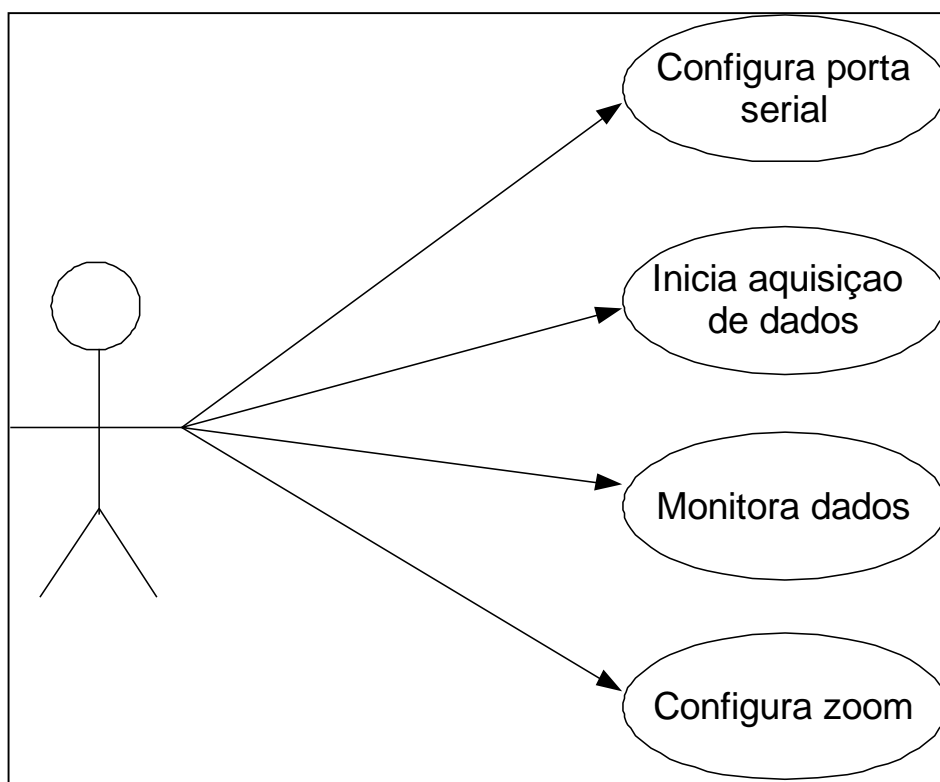 Configura porta
serial
Inicia aquisiçao
de dados
Monitora dados
Configura zoom